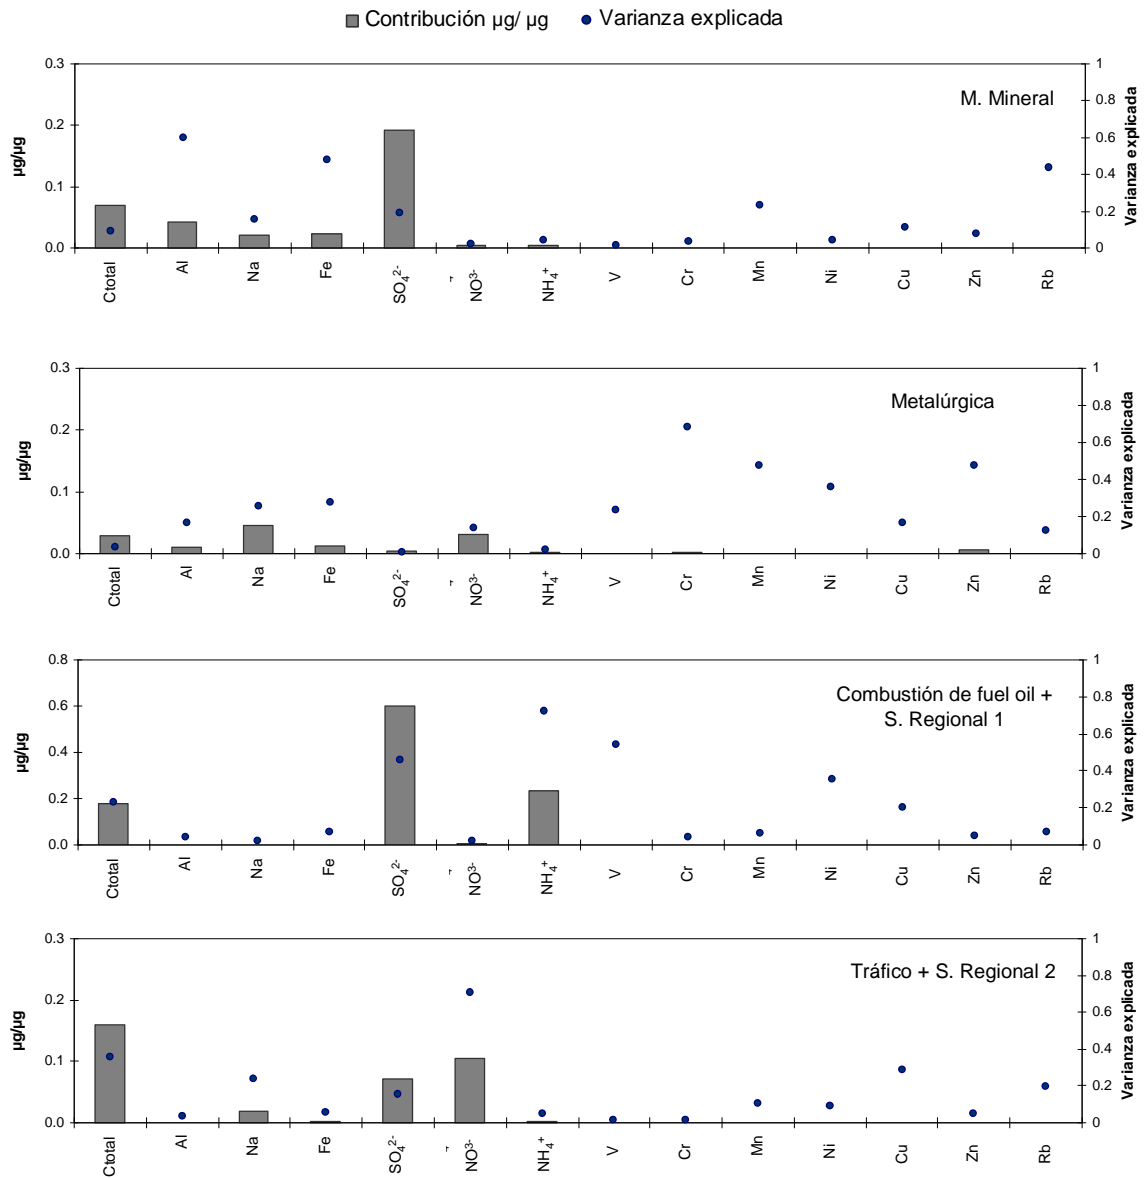 Contribución µg/ µg Varianza explicada
0.3 1
0.2 0.8
0.1 0.6
0.0 0.4
0.2
0
µg/µg
Varianza explicada
M. Mineral
Ctotal Al Na Fe SO₄²⁻ NO³⁻ NH₄⁺ V Cr Mn Ni Cu Zn Rb
0.3 1
0.2 0.8
0.1 0.6
0.0 0.4
0.2
0
µg/µg
Varianza explicada
Metalúrgica
Ctotal Al Na Fe SO₄²⁻ NO³⁻ NH₄⁺ V Cr Mn Ni Cu Zn Rb
0.8 1
0.6 0.8
0.4 0.6
0.2 0.4
0.0 0.2
0
µg/µg
Varianza explicada
Combustión de fuel oil +
S. Regional 1
Ctotal Al Na Fe SO₄²⁻ NO³⁻ NH₄⁺ V Cr Mn Ni Cu Zn Rb
0.3 1
0.2 0.8
0.1 0.6
0.0 0.4
0.2
0
µg/µg
Varianza explicada
Tráfico + S. Regional 2
Ctotal Al Na Fe SO₄²⁻ NO³⁻ NH₄⁺ V Cr Mn Ni Cu Zn Rb